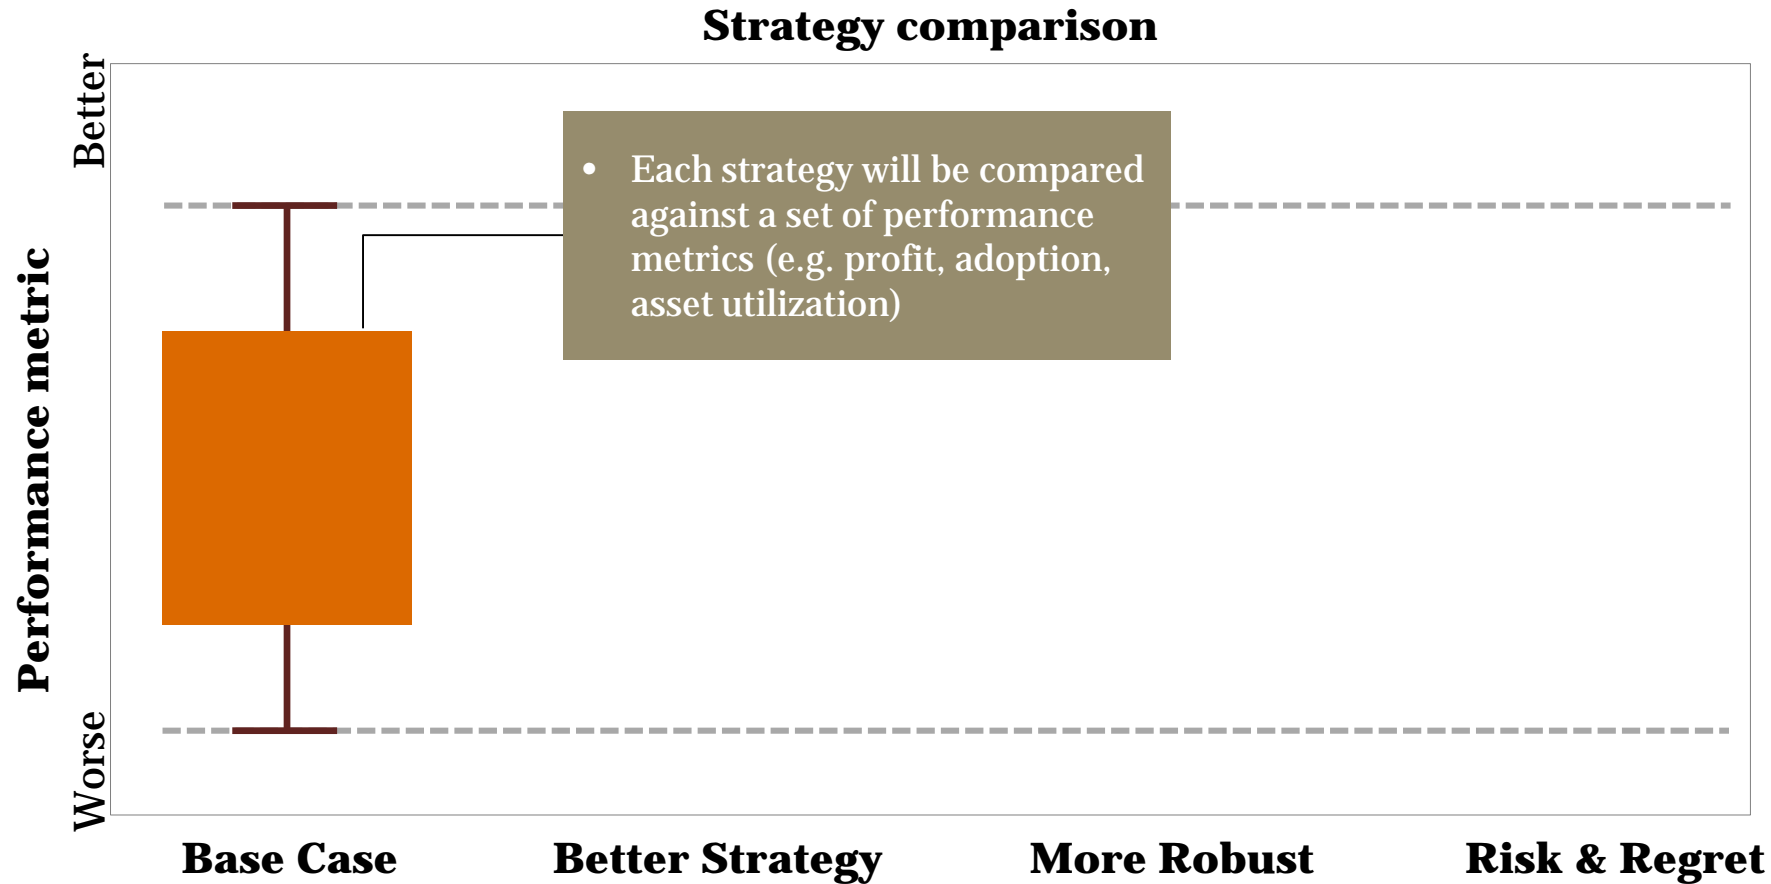 Strategy comparison
Better
• Each strategy will be compared
against a set of performance
metrics (e.g. profit, adoption,
asset utilization)
Performance metric
Worse
Base Case
Better Strategy
More Robust
Risk & Regret